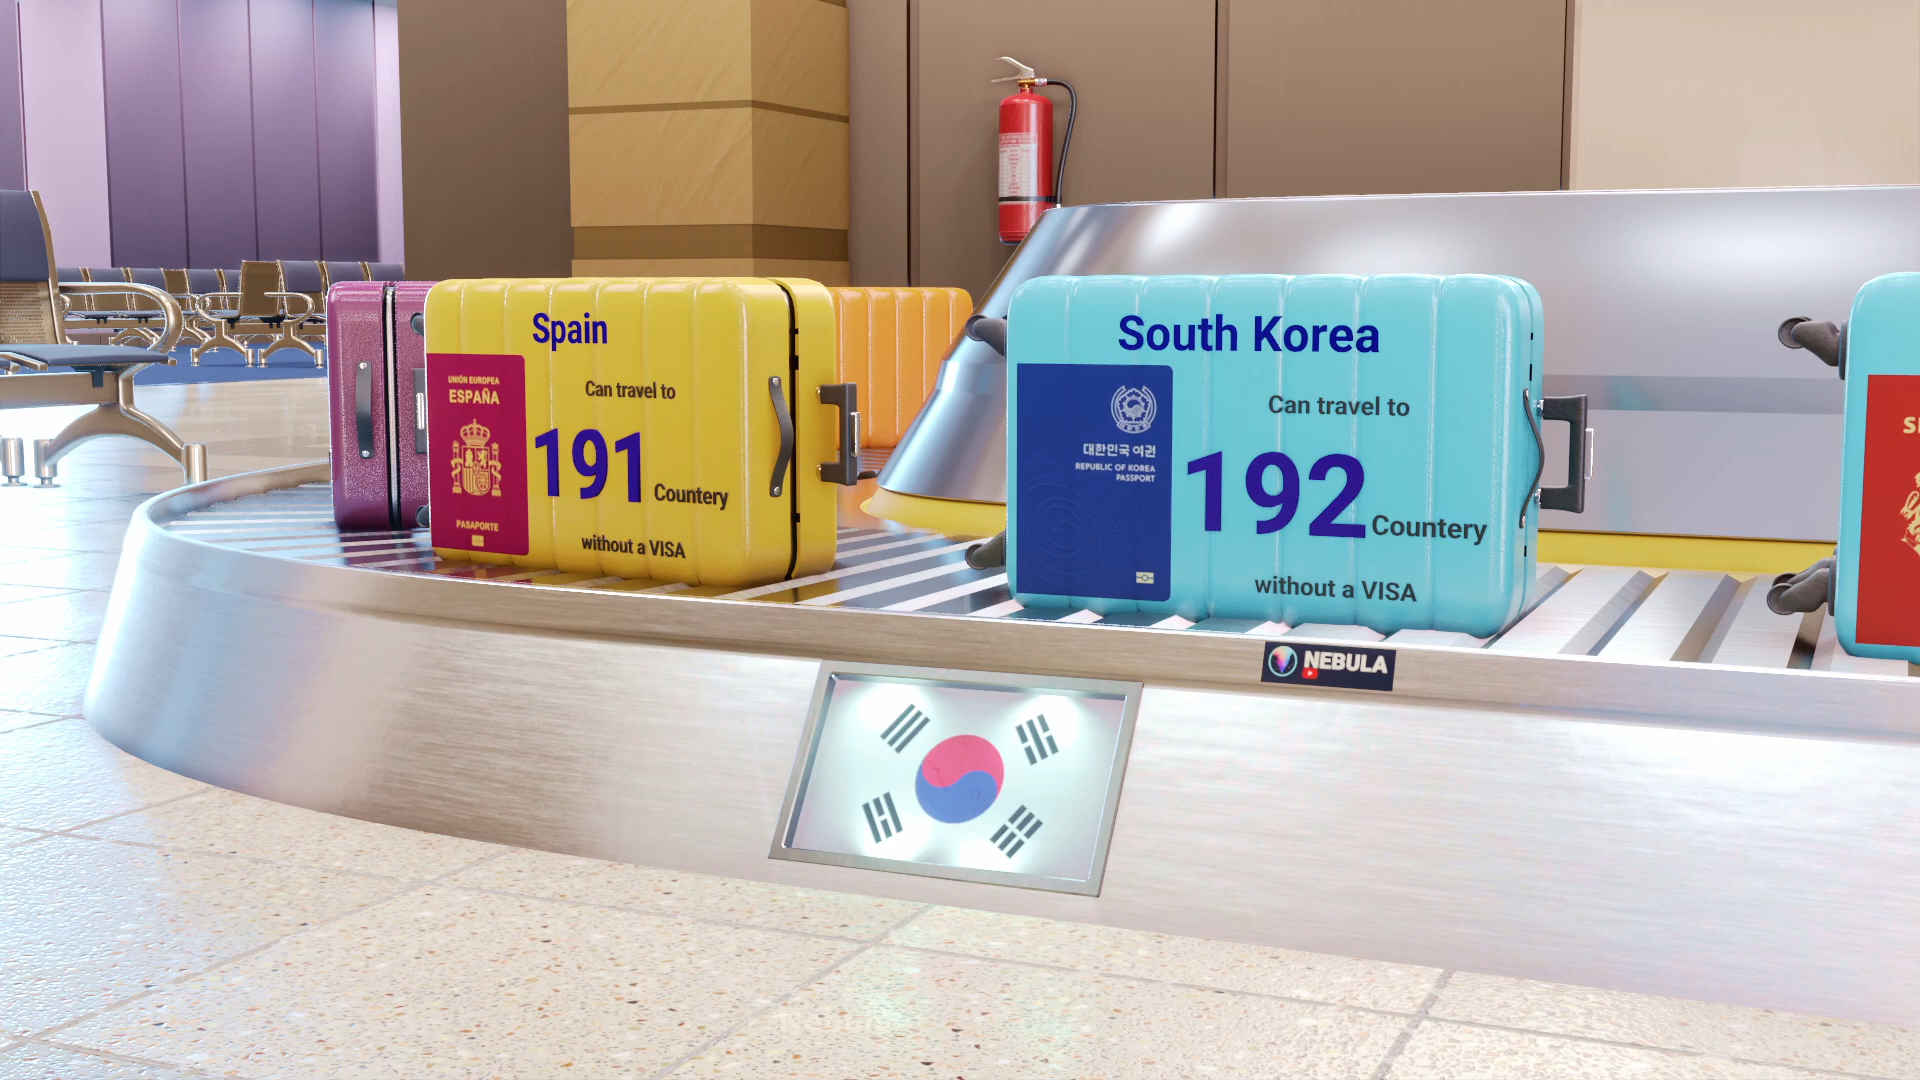 Spain
UNIÓN EUROPEA
ESPAÑA
PASAPORTE
Can travel to
191 Countery
without a VISA
South Korea
대한민국 여권
REPUBLIC OF KOREA
PASSPORT
Can travel to
192 Countery
without a VISA
NEBULA